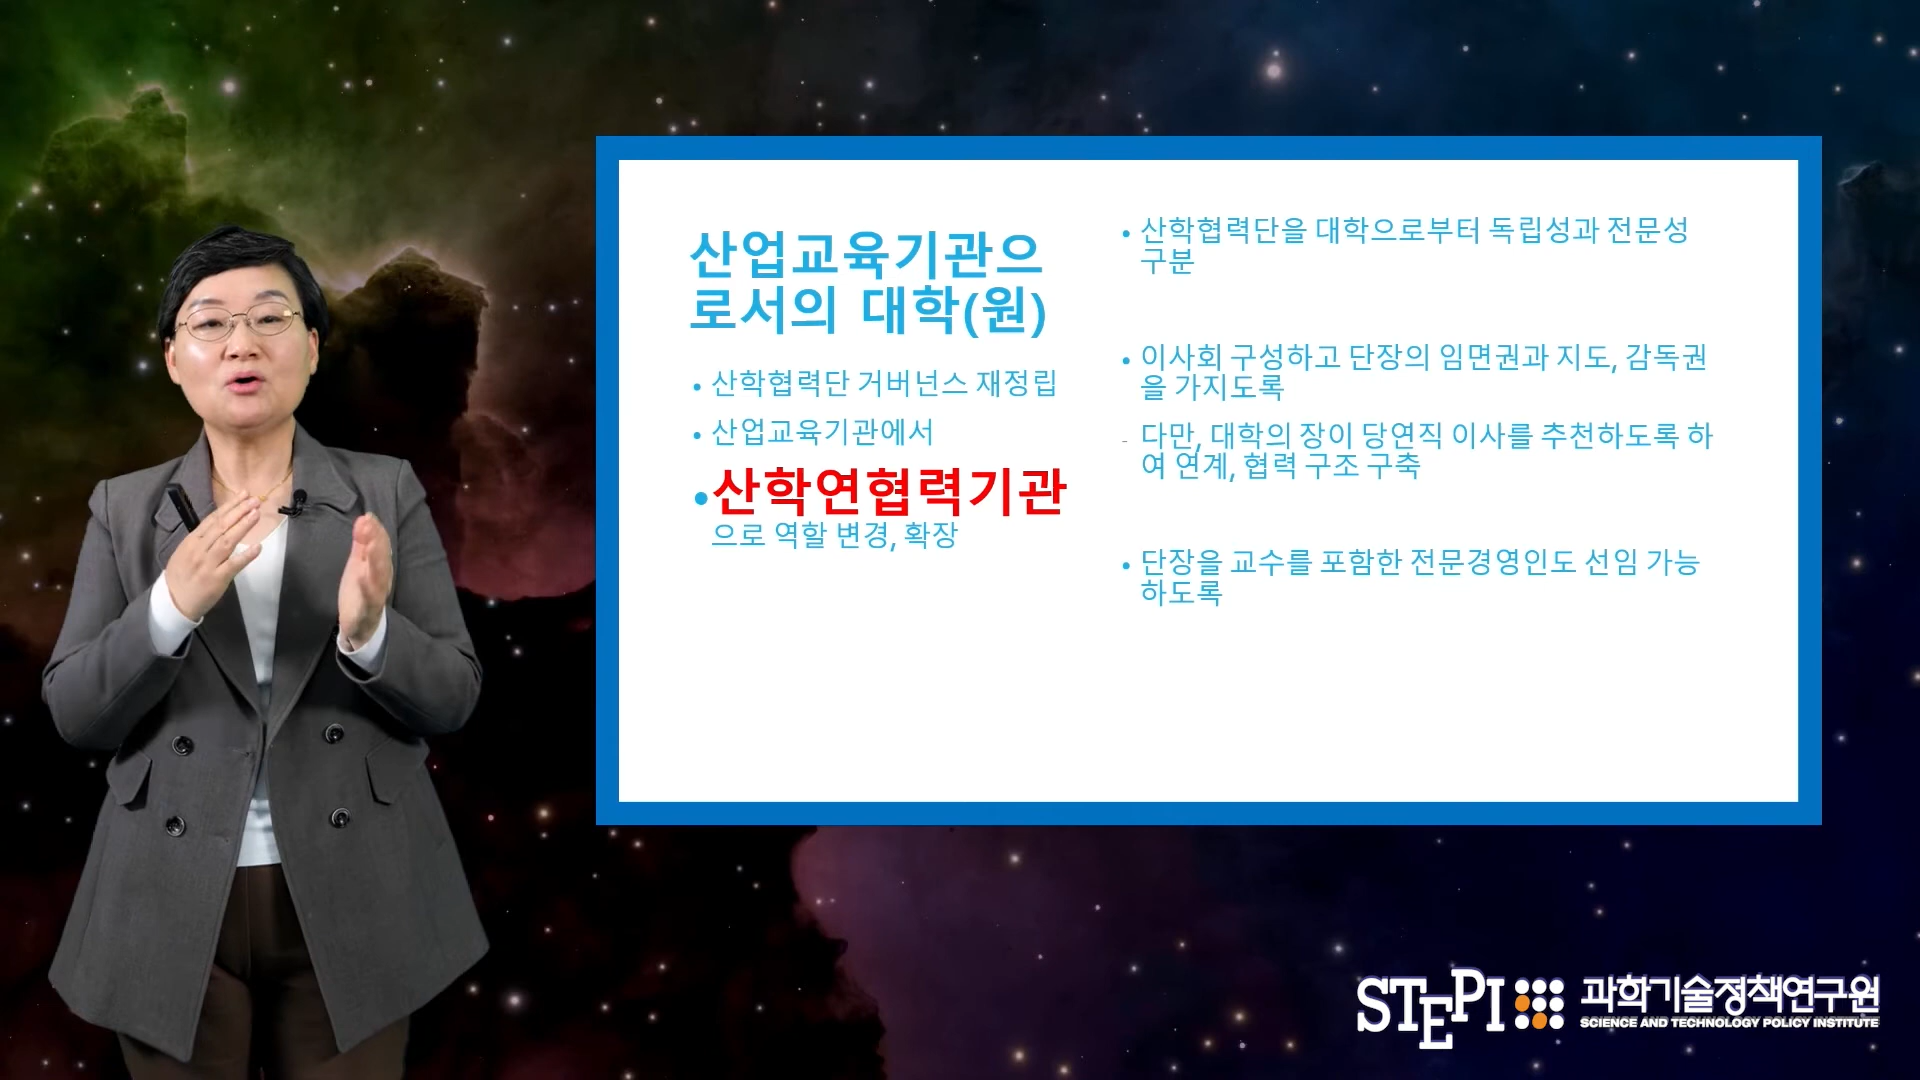 산업교육기관으
로서의 대학(원)
• 산학협력단 거버넌스 재정립
• 산업교육기관에서
•산학연협력기관
으로 역할 변경, 확장
• 산학협력단을 대학으로부터 독립성과 전문성
구분
• 이사회 구성하고 단장의 임면권과 지도, 감독권
을 가지도록
- 다만, 대학의 장이 당연직 이사를 추천하도록 하
여 연계, 협력 구조 구축
• 단장을 교수를 포함한 전문경영인도 선임 가능
하도록
STEPI 과학기술정책연구원
SCIENCE AND TECHNOLOGY POLICY INSTITUTE